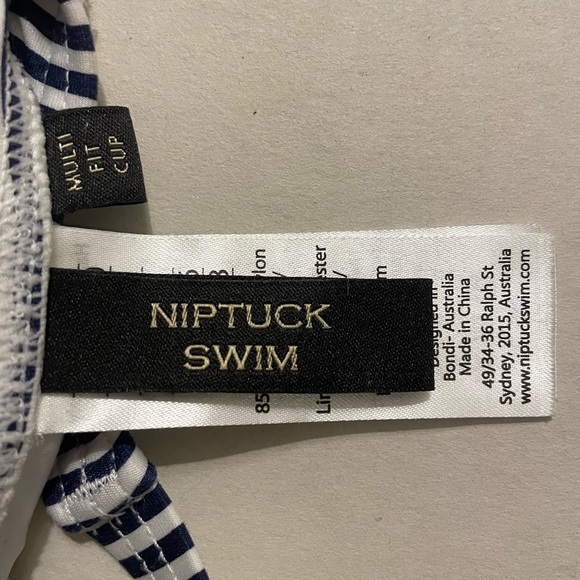 MULTI
FIT
CUP
NIPTUCK
SWIM
85
Bondi- Australia
Made in China
49/34-36 Ralph St
Sydney, 2015, Australia
www.niptuckswim.com